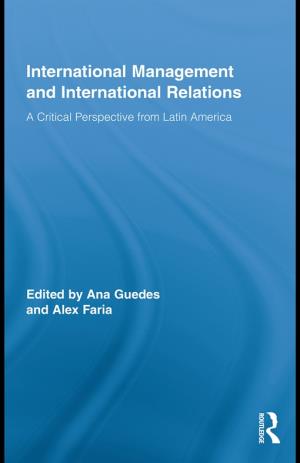 International Management
and International Relations
A Critical Perspective from Latin America
Edited by Ana Guedes
and Alex Faria
ROUTLEDGE